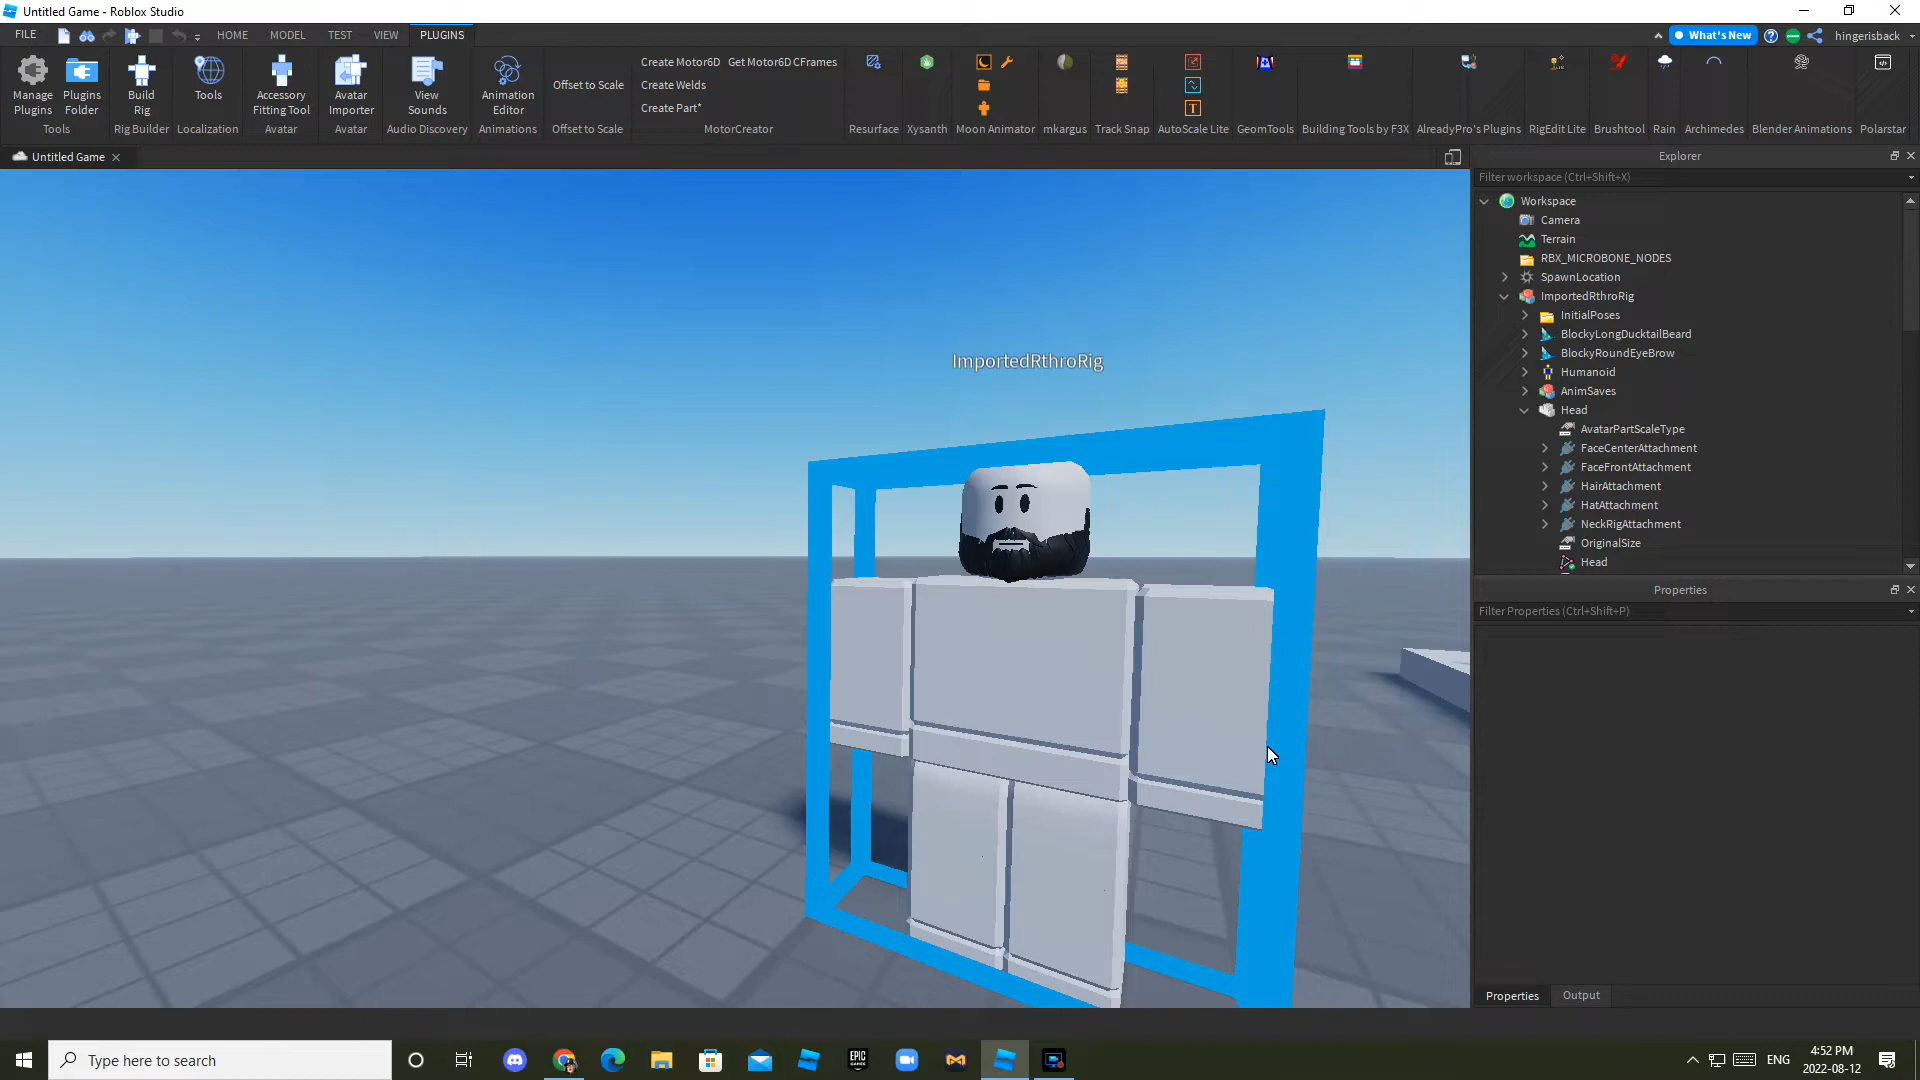 Untitled Game - Roblox Studio
FILE HOME MODEL TEST VIEW PLUGINS What's New hingerisback
Manage Plugins
Plugins Folder
Tools
Build Rig
Rig Builder
Tools
Localization
Accessory Fitting Tool
Avatar
Avatar Importer
Avatar
View Sounds
Audio Discovery
Animation Editor
Animations
Offset to Scale
Offset to Scale
Create Motor6D Get Motor6D CFrames
Create Welds
Create Part*
MotorCreator
Resurface
Xysanth
Moon Animator
mkargus
Track Snap
T
AutoScale Lite
GeomTools
Building Tools by F3X
AlreadyPro's Plugins
RigEdit Lite
Brushtool
Rain
Archimedes
Blender Animations
Polarstar
Untitled Game
Explorer
Filter workspace (Ctrl+Shift+X)
Workspace
Camera
Terrain
RBX_MICROBONE_NODES
SpawnLocation
ImportedRthroRig
InitialPoses
BlockyLongDucktailBeard
BlockyRoundEyeBrow
Humanoid
AnimSaves
Head
AvatarPartScaleType
FaceCenterAttachment
FaceFrontAttachment
HairAttachment
HatAttachment
NeckRigAttachment
OriginalSize
Head
ImportedRthroRig
Properties
Filter Properties (Ctrl+Shift+P)
Properties Output
Type here to search
EPIC GAMES
ENG
4:52 PM
2022-08-12